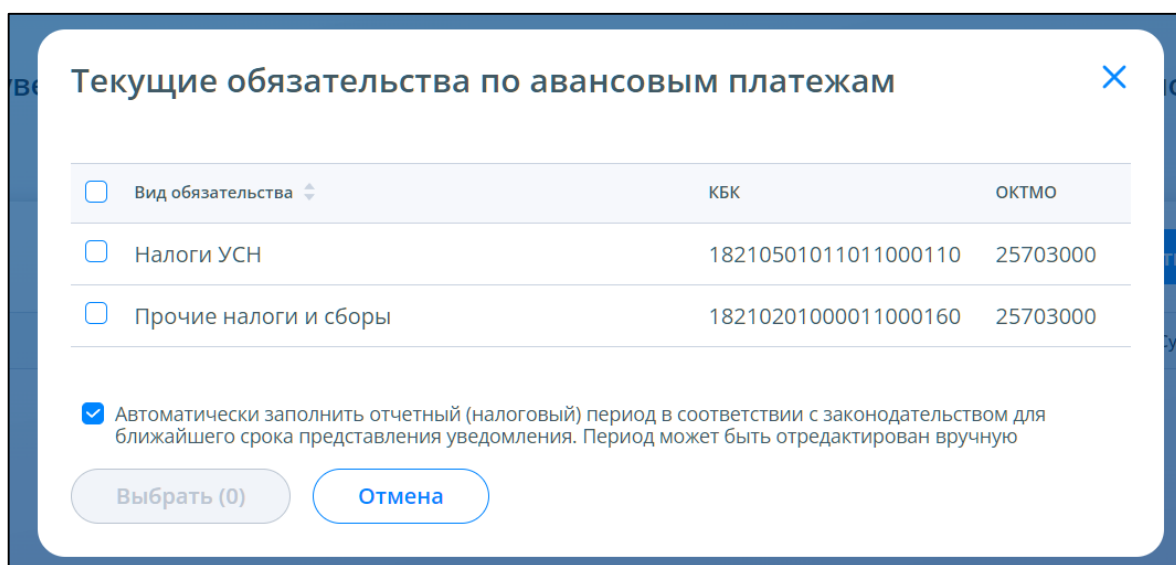 Текущие обязательства по авансовым платежам
Вид обязательства КБК ОКТМО
Налоги УСН 18210501011011000110 25703000
Прочие налоги и сборы 18210201000011000160 25703000
Автоматически заполнить отчетный (налоговый) период в соответствии с законодательством для
ближайшего срока представления уведомления. Период может быть отредактирован вручную
Выбрать (0) Отмена